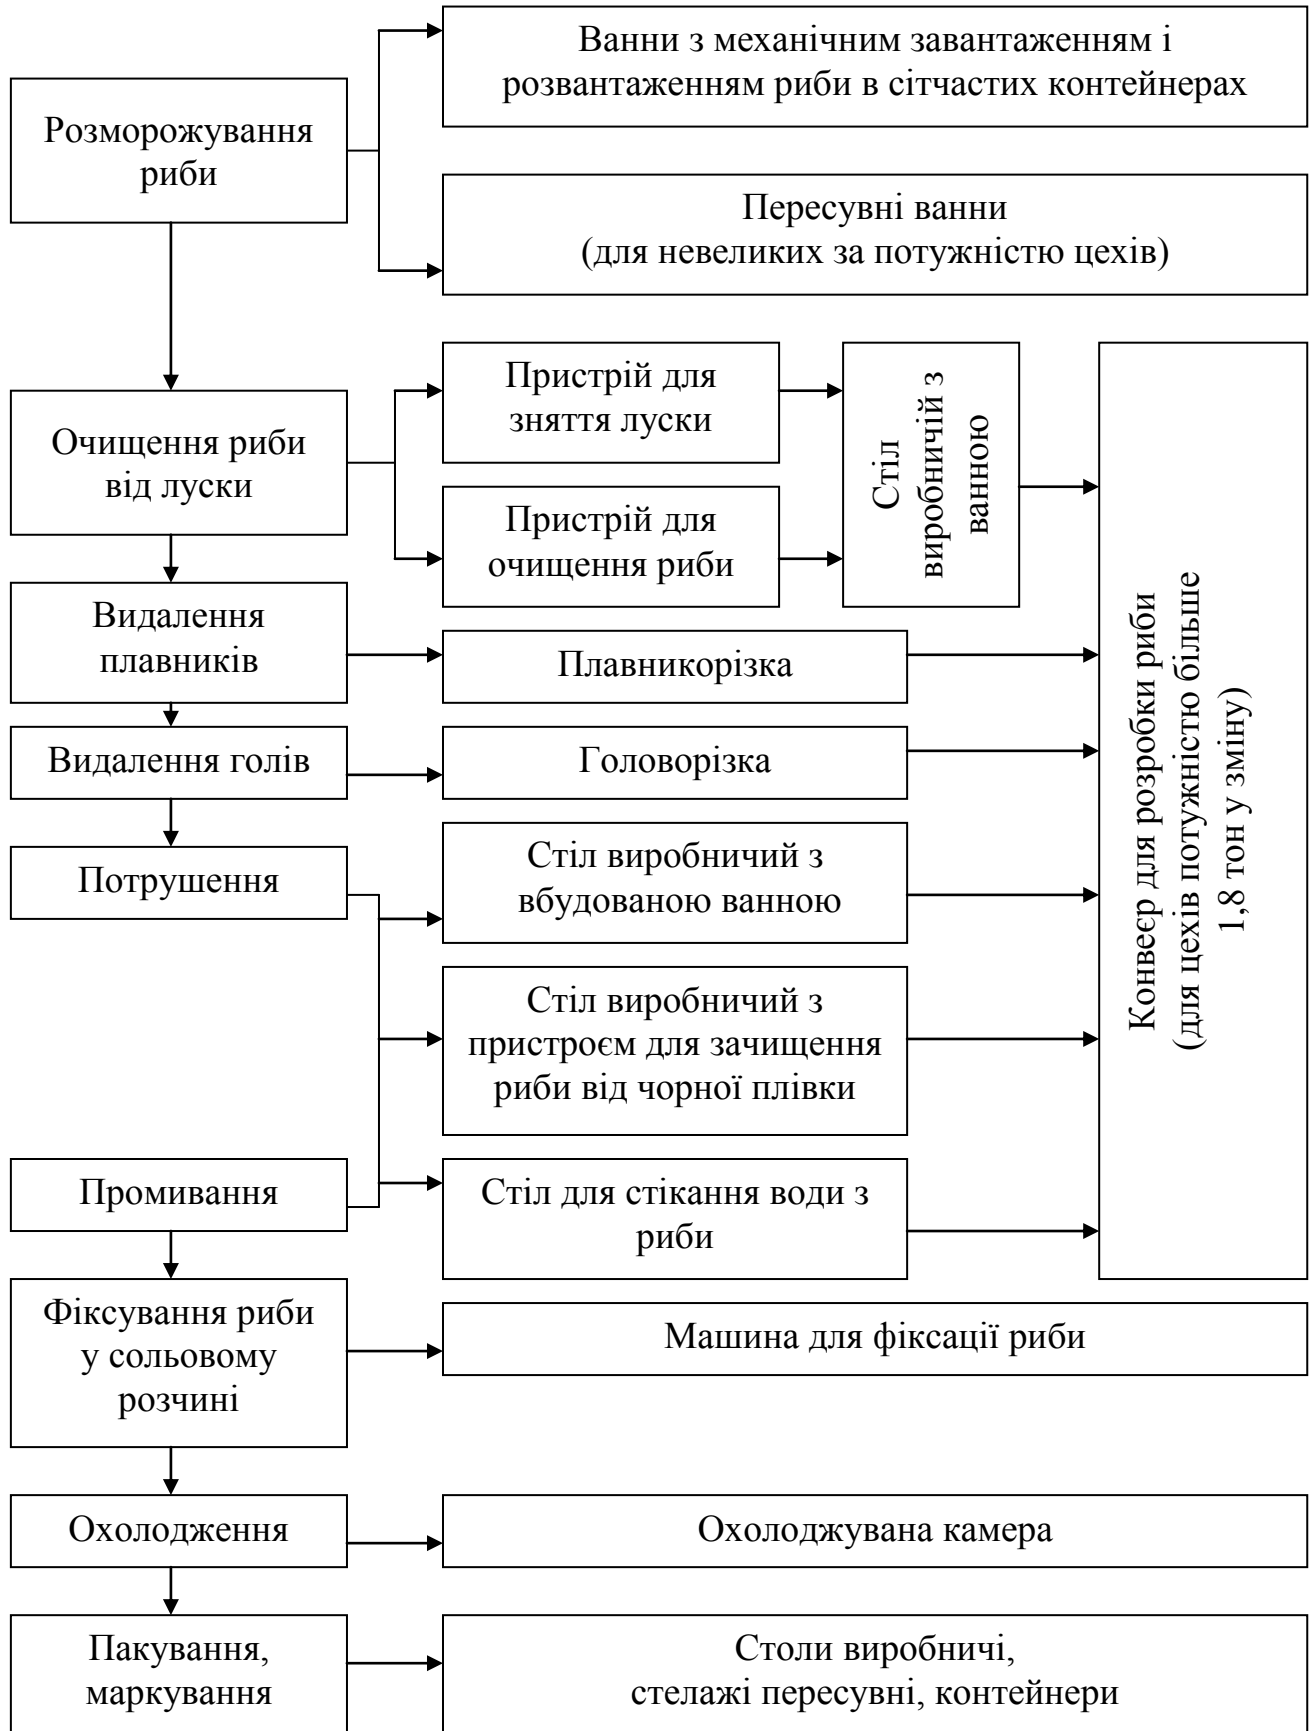 Розморожування
риби
Ванни з механічним завантаженням і
розвантаженням риби в сітчастих контейнерах
Пересувні ванни
(для невеликих за потужністю цехів)
Очищення риби
від луски
Пристрій для
зняття луски
Пристрій для
очищення риби
Стіл
виробничій з
ванною
Конвеєр для розробки риби
(для цехів потужністю більше
1,8 тон у зміну)
Видалення
плавників
Плавникорізка
Видалення голів
Головорізка
Потрушення
Стіл виробничий з
вбудованою ванною
Стіл виробничий з
пристроєм для зачищення
риби від чорної плівки
Промивання
Стіл для стікання води з
риби
Фіксування риби
у сольовому
розчині
Машина для фіксації риби
Охолодження
Охолоджувана камера
Пакування,
маркування
Столи виробничі,
стелажі пересувні, контейнери